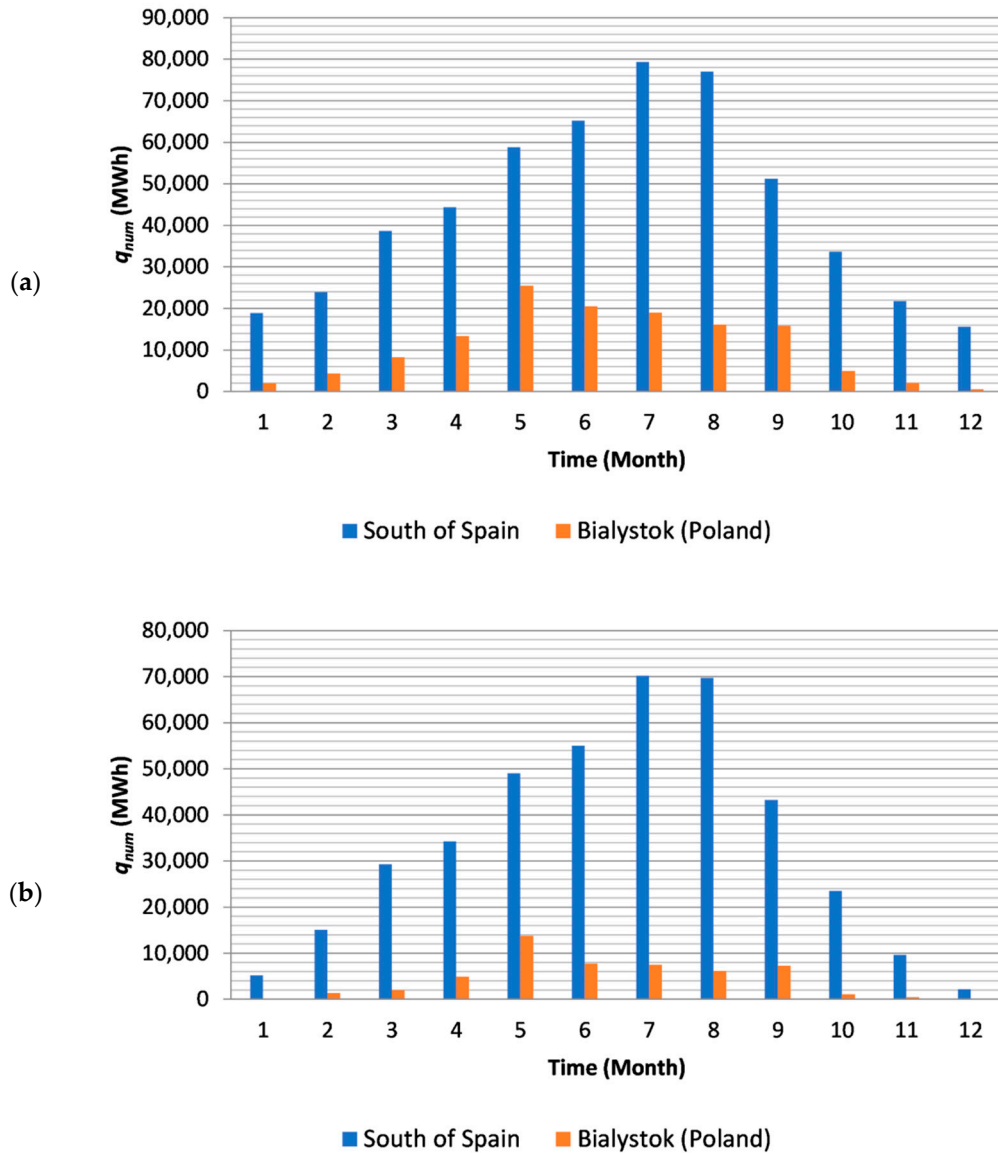 (a)
q_num (MWh)
90,000
80,000
70,000
60,000
50,000
40,000
30,000
20,000
10,000
0
1 2 3 4 5 6 7 8 9 10 11 12
Time (Month)
South of Spain Bialystok (Poland)
(b)
q_num (MWh)
80,000
70,000
60,000
50,000
40,000
30,000
20,000
10,000
0
1 2 3 4 5 6 7 8 9 10 11 12
Time (Month)
South of Spain Bialystok (Poland)